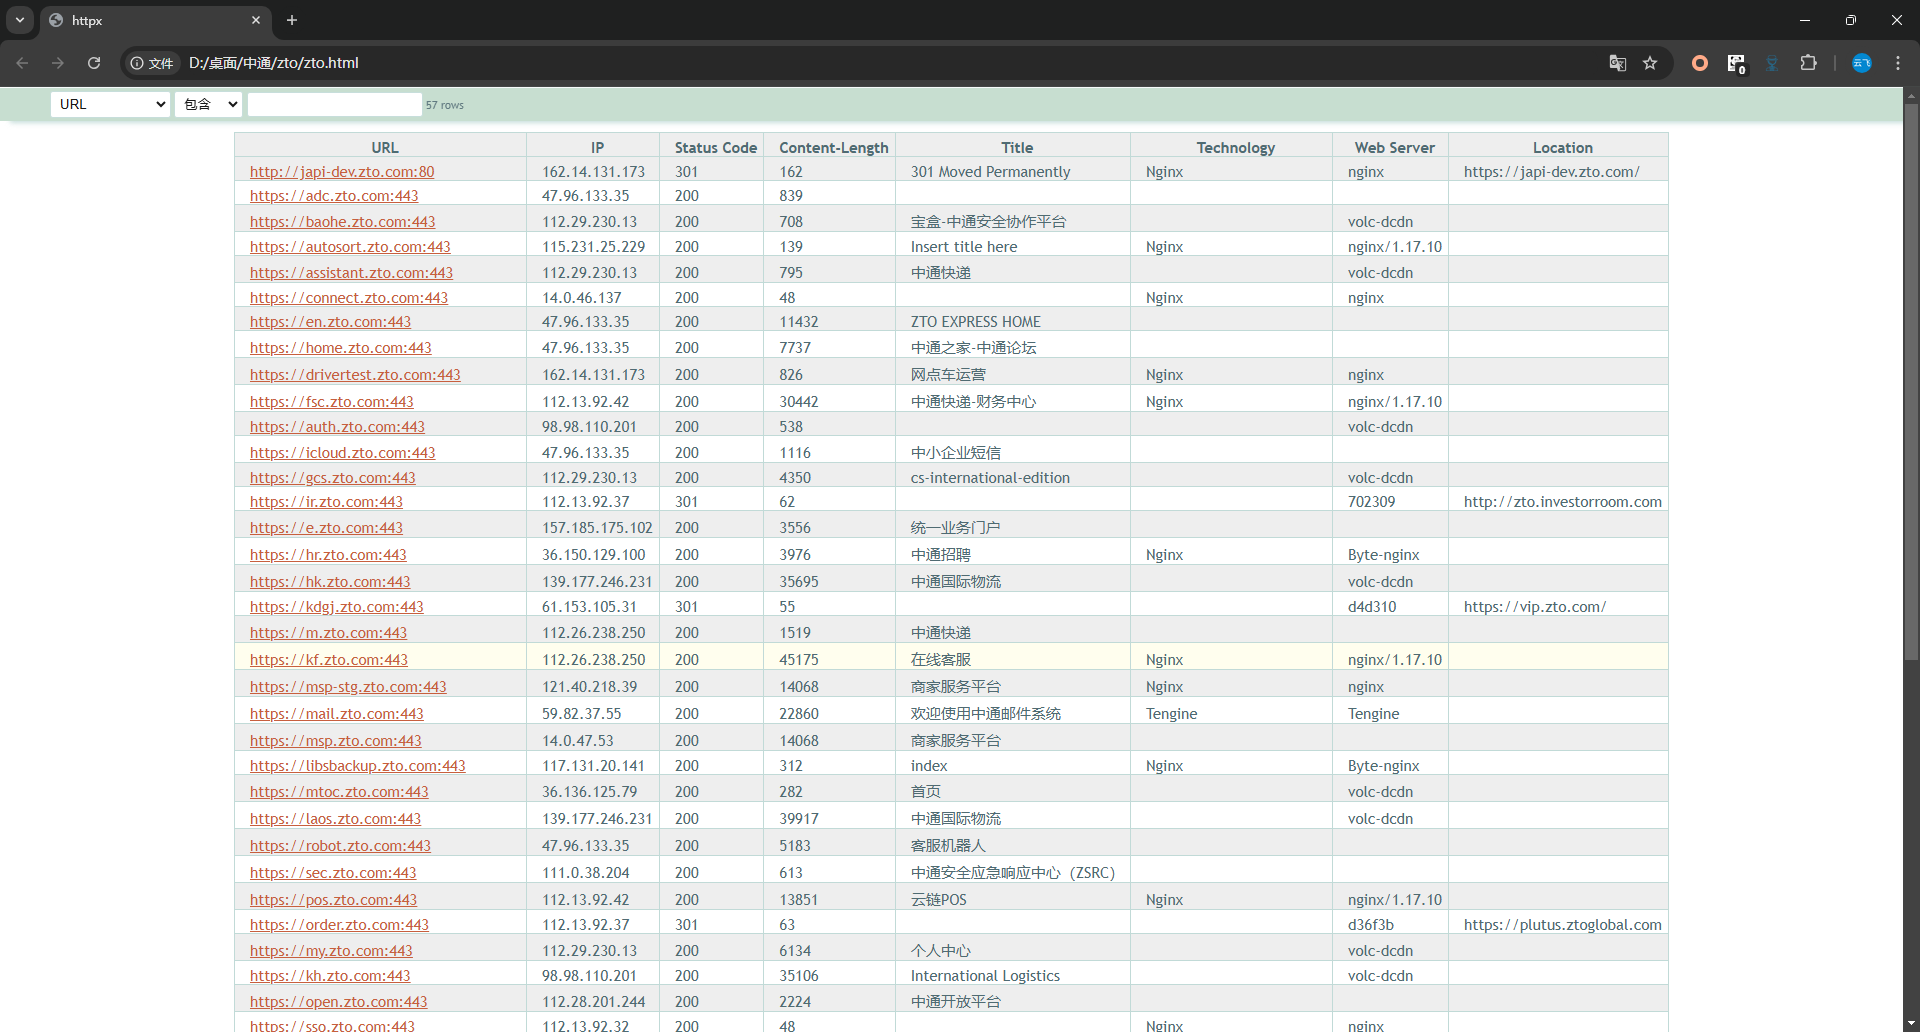 httpx
文件 D:/桌面/中通/zto/zto.html 0 云飞
URL 包含 57 rows
URL IP Status Code Content-Length Title Technology Web Server Location
http://japi-dev.zto.com:80 162.14.131.173 301 162 301 Moved Permanently Nginx nginx https://japi-dev.zto.com/
https://adc.zto.com:443 47.96.133.35 200 839
https://baohe.zto.com:443 112.29.230.13 200 708 宝盒-中通安全协作平台 volc-dcdn
https://autosort.zto.com:443 115.231.25.229 200 139 Insert title here Nginx nginx/1.17.10
https://assistant.zto.com:443 112.29.230.13 200 795 中通快递 volc-dcdn
https://connect.zto.com:443 14.0.46.137 200 48 Nginx nginx
https://en.zto.com:443 47.96.133.35 200 11432 ZTO EXPRESS HOME
https://home.zto.com:443 47.96.133.35 200 7737 中通之家-中通论坛
https://drivertest.zto.com:443 162.14.131.173 200 826 网点车运营 Nginx nginx
https://fsc.zto.com:443 112.13.92.42 200 30442 中通快递-财务中心 Nginx nginx/1.17.10
https://auth.zto.com:443 98.98.110.201 200 538 volc-dcdn
https://icloud.zto.com:443 47.96.133.35 200 1116 中小企业短信
https://gcs.zto.com:443 112.29.230.13 200 4350 cs-international-edition volc-dcdn
https://ir.zto.com:443 112.13.92.37 301 62 702309 http://zto.investorroom.com
https://e.zto.com:443 157.185.175.102 200 3556 统一业务门户
https://hr.zto.com:443 36.150.129.100 200 3976 中通招聘 Nginx Byte-nginx
https://hk.zto.com:443 139.177.246.231 200 35695 中通国际物流 volc-dcdn
https://kdgj.zto.com:443 61.153.105.31 301 55 d4d310 https://vip.zto.com/
https://m.zto.com:443 112.26.238.250 200 1519 中通快递
https://kf.zto.com:443 112.26.238.250 200 45175 在线客服 Nginx nginx/1.17.10
https://msp-stg.zto.com:443 121.40.218.39 200 14068 商家服务平台 Nginx nginx
https://mail.zto.com:443 59.82.37.55 200 22860 欢迎使用中通邮件系统 Tengine Tengine
https://msp.zto.com:443 14.0.47.53 200 14068 商家服务平台
https://libsbackup.zto.com:443 117.131.20.141 200 312 index Nginx Byte-nginx
https://mtoc.zto.com:443 36.136.125.79 200 282 首页 volc-dcdn
https://laos.zto.com:443 139.177.246.231 200 39917 中通国际物流 volc-dcdn
https://robot.zto.com:443 47.96.133.35 200 5183 客服机器人
https://sec.zto.com:443 111.0.38.204 200 613 中通安全应急响应中心（ZSRC）
https://pos.zto.com:443 112.13.92.42 200 13851 云链POS Nginx nginx/1.17.10
https://order.zto.com:443 112.13.92.37 301 63 d36f3b https://plutus.ztoglobal.com
https://my.zto.com:443 112.29.230.13 200 6134 个人中心 volc-dcdn
https://kh.zto.com:443 98.98.110.201 200 35106 International Logistics volc-dcdn
https://open.zto.com:443 112.28.201.244 200 2224 中通开放平台
https://sso.zto.com:443 112.13.92.32 200 48 Nginx nginx